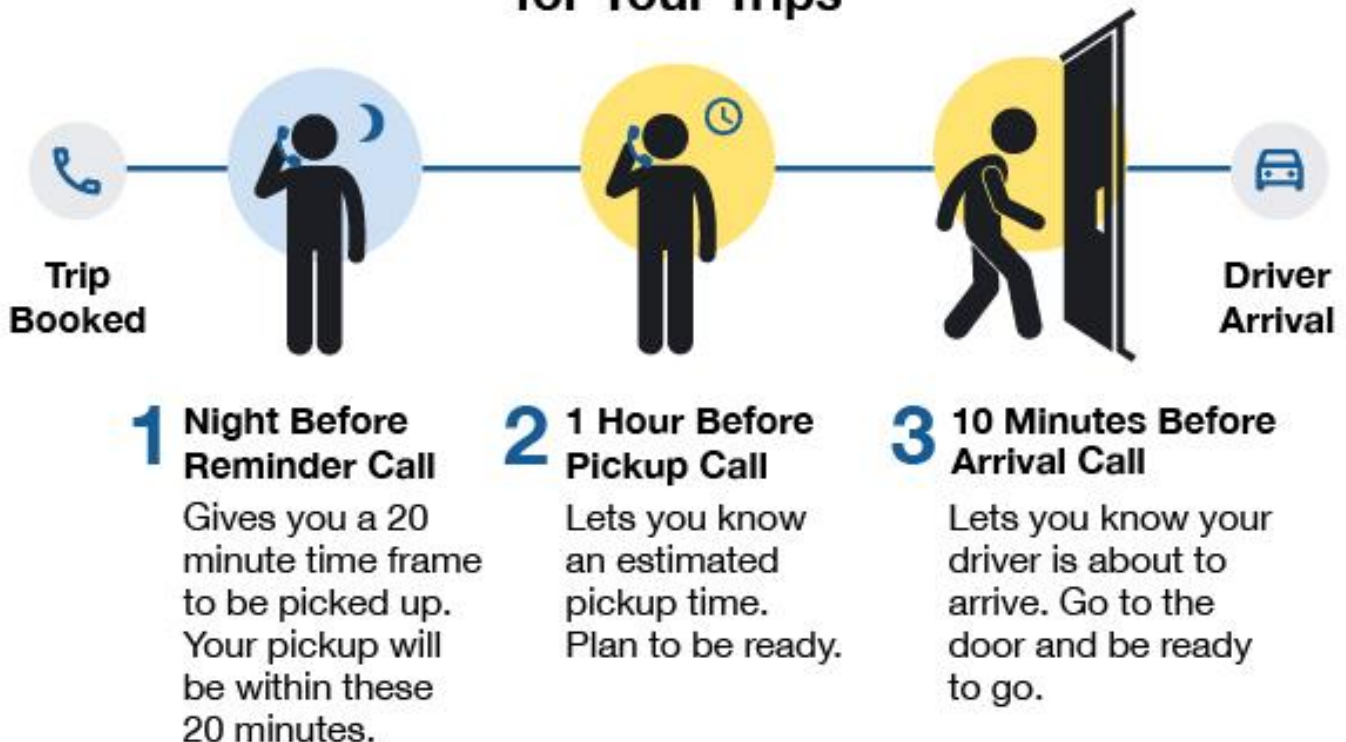 for Your Trips
Trip
Booked
Driver
Arrival
1 Night Before
Reminder Call
Gives you a 20
minute time frame
to be picked up.
Your pickup will
be within these
20 minutes.
2 1 Hour Before
Pickup Call
Lets you know
an estimated
pickup time.
Plan to be ready.
3 10 Minutes Before
Arrival Call
Lets you know your
driver is about to
arrive. Go to the
door and be ready
to go.